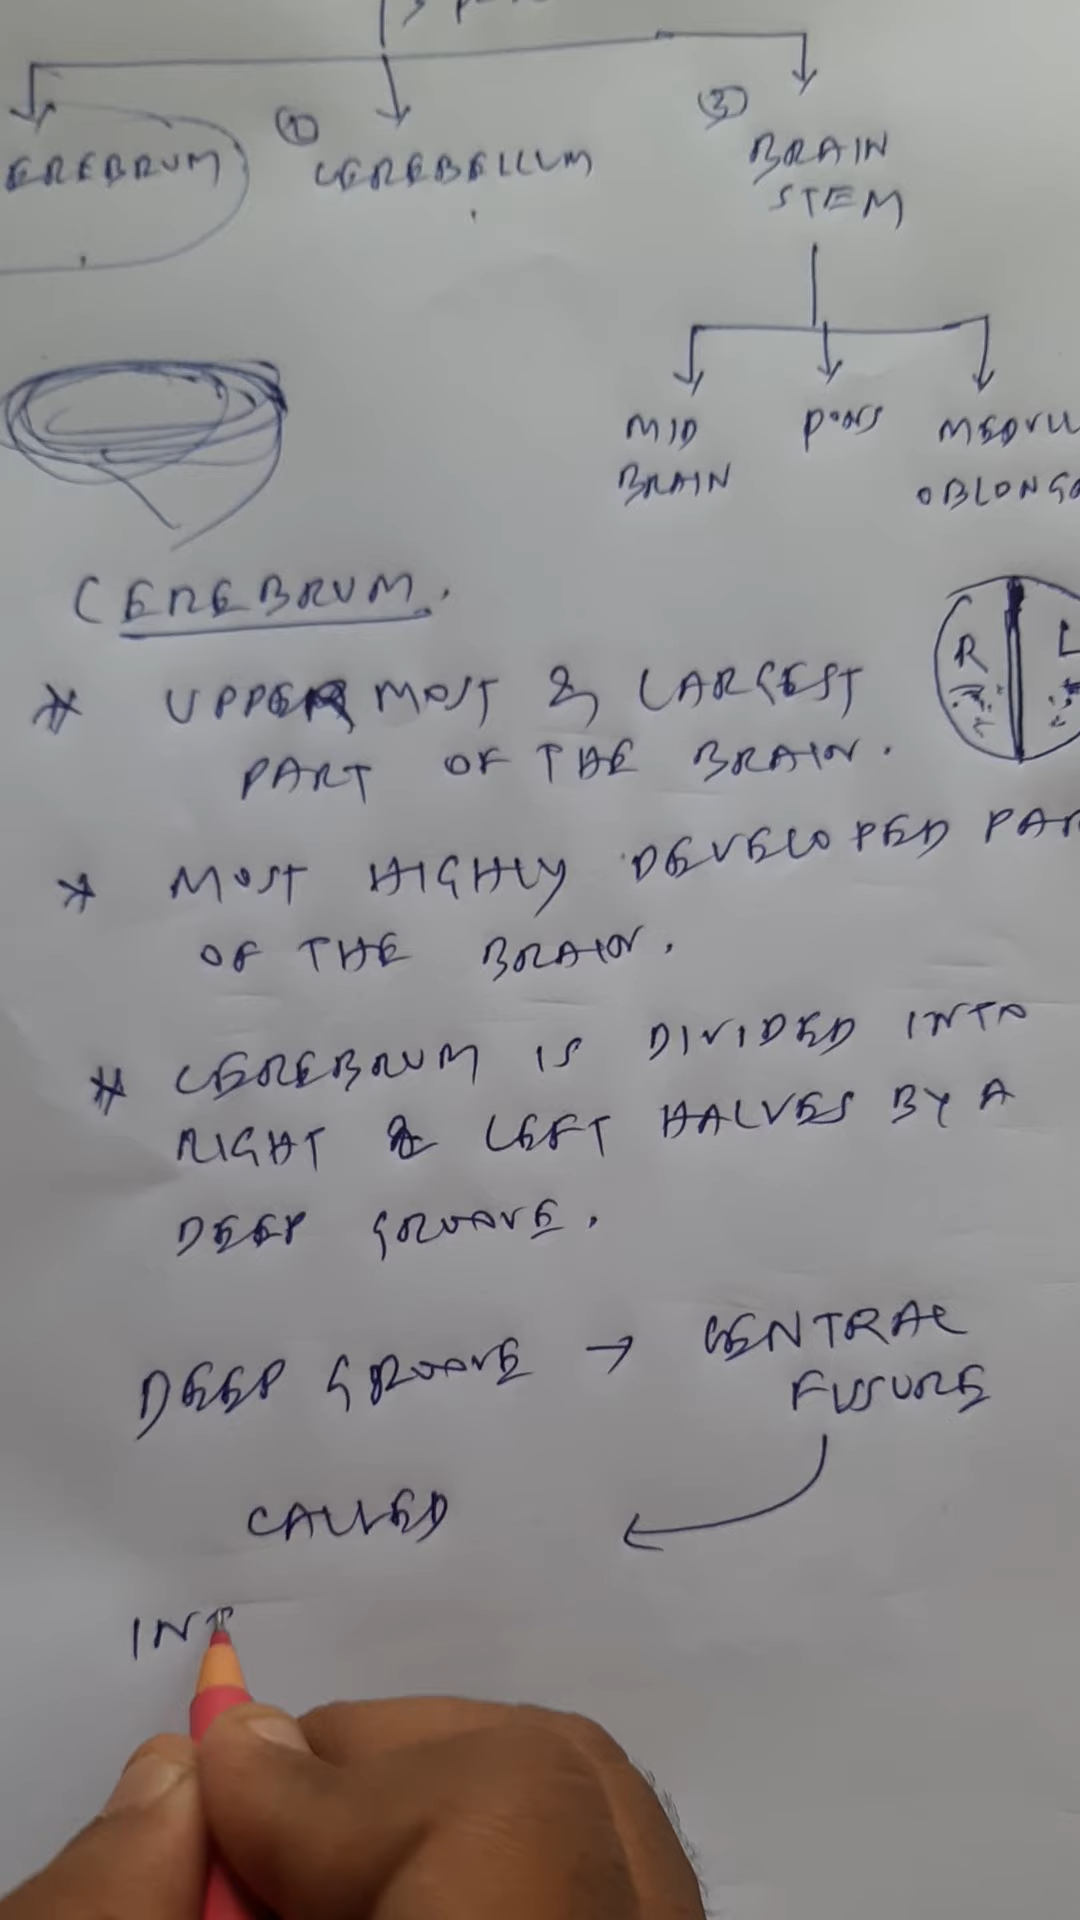 EREBRUM
CEREBELLUM
3
BRAIN
STEM
MID
BRAIN
PONS
MEDULL
OBLONGA
CEREBRUM.
R L
* UPPERMOST & LARGEST
PART OF THE BRAIN.
* MOST HIGHLY DEVELOPED PAR
OF THE BRAIN.
* CEREBRUM IS DIVIDED INTO
RIGHT & LEFT HALVES BY A
DEEP GROOVE.
DEEP GROOVE → CENTRAL
FISSURE
CALLED
INT